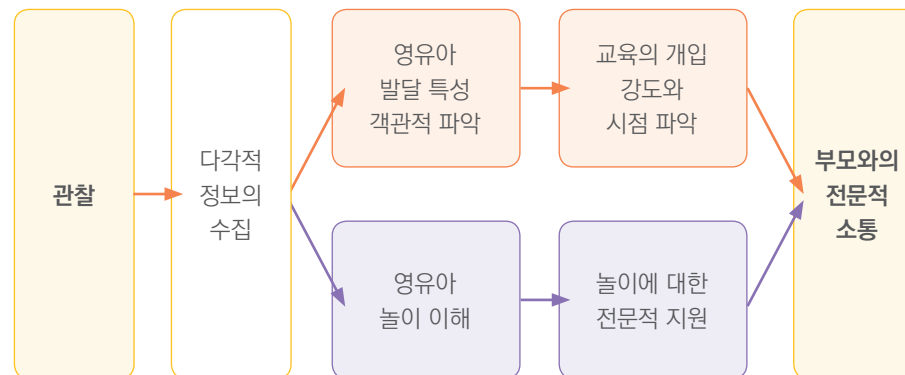 관찰
다각적
정보의
수집
영유아
발달 특성
객관적 파악
교육의 개입
강도와
시점 파악
영유아
놀이 이해
놀이에 대한
전문적 지원
부모와의
전문적
소통